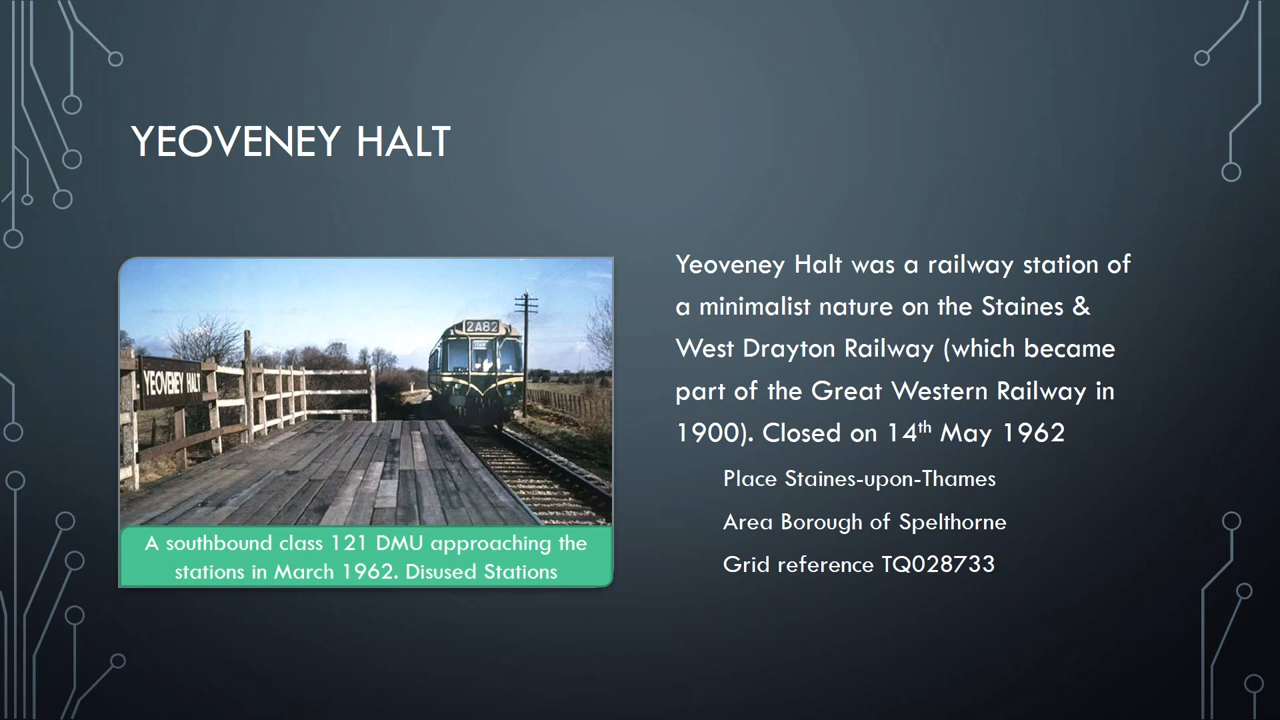 YEOVENEY HALT
YEOVENEY HALT
2A82
A southbound class 121 DMU approaching the
stations in March 1962. Disused Stations
Yeoveney Halt was a railway station of
a minimalist nature on the Staines &
West Drayton Railway (which became
part of the Great Western Railway in
1900). Closed on 14th May 1962
Place Staines-upon-Thames
Area Borough of Spelthorne
Grid reference TQ028733